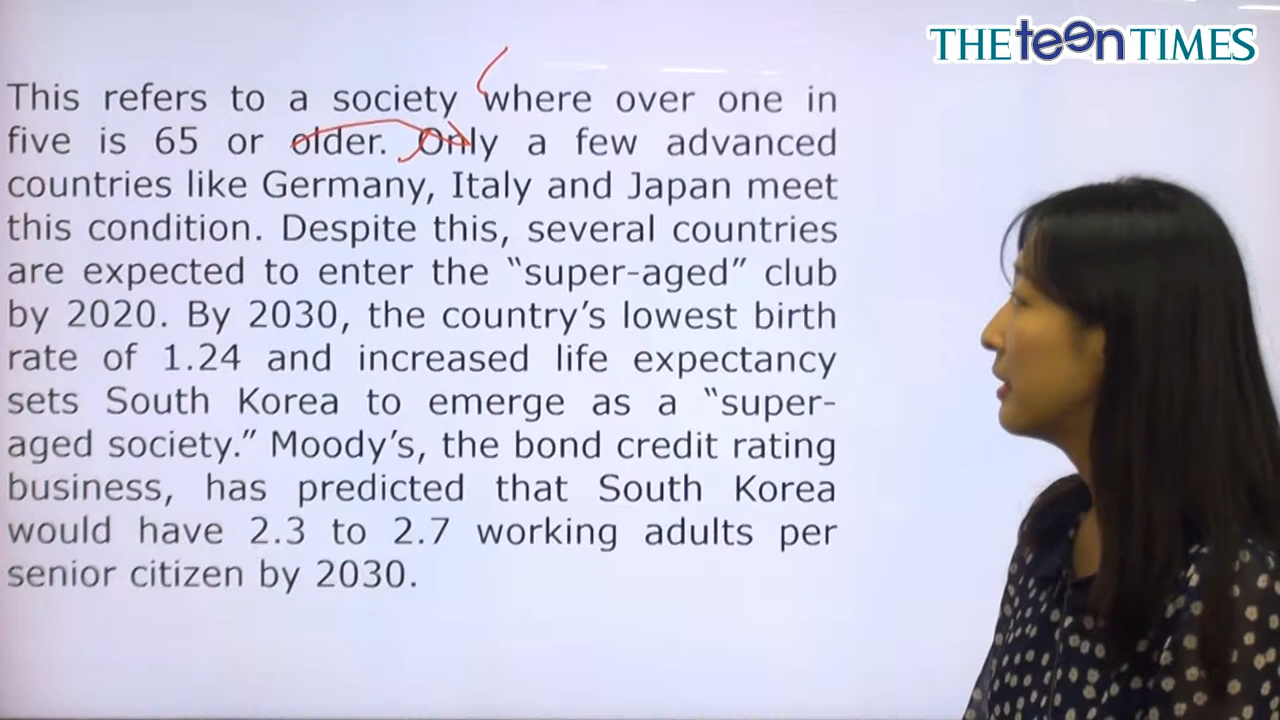 THE teen TIMES
This refers to a society where over one in
five is 65 or older. Only a few advanced
countries like Germany, Italy and Japan meet
this condition. Despite this, several countries
are expected to enter the “super-aged” club
by 2020. By 2030, the country’s lowest birth
rate of 1.24 and increased life expectancy
sets South Korea to emerge as a “super-
aged society.” Moody’s, the bond credit rating
business, has predicted that South Korea
would have 2.3 to 2.7 working adults per
senior citizen by 2030.